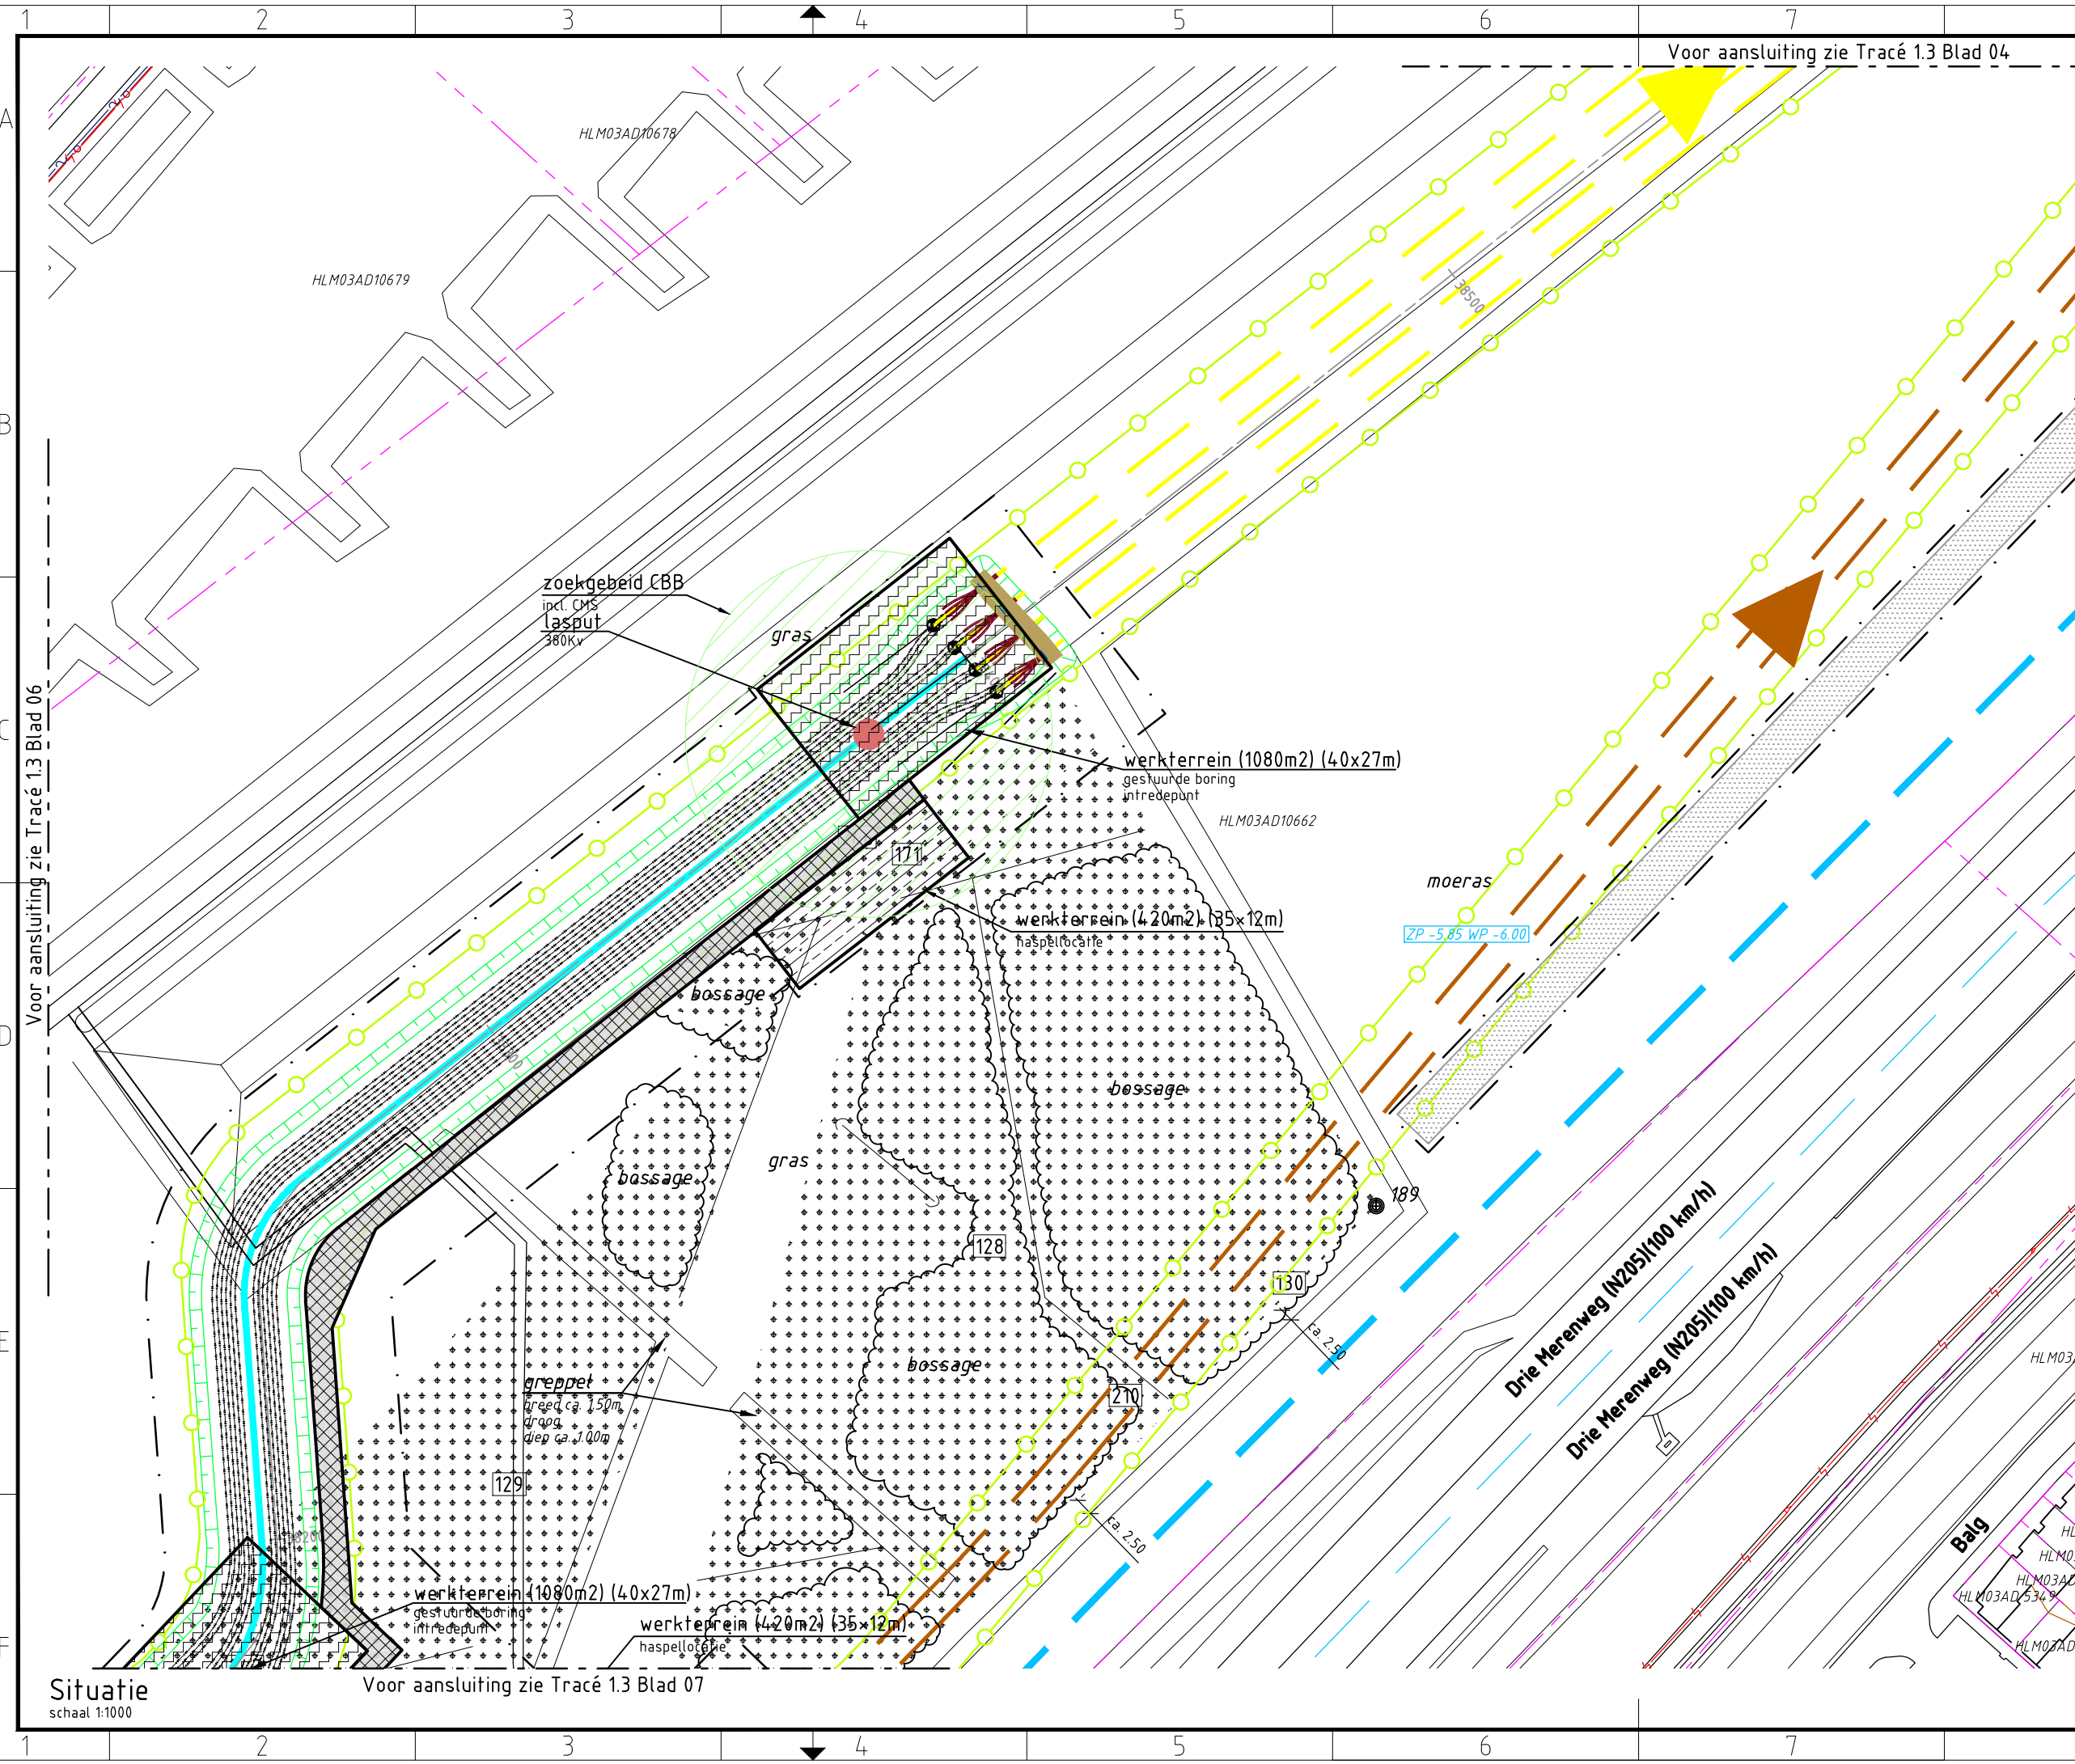 1 2 3 4 5 6 7
Voor aansluiting zie Tracé 1.3 Blad 04
A
HLM03AD10678
HLM03AD10679
38500
B
zoekgebeid CBB
incl. CMS
lasput
380Kv
gras
C
Voor aansluiting zie Tracé 1.3 Blad 06
werkterrein (1080m2) (40x27m)
gestuurde boring
intredepunt
HLM03AD10662
171
moeras
werkterrein (420m2) (35x12m)
haspellocatie
ZP -5.85 WP -6.00
bossage
D
bossage
gras
bossage
189
128
130
Drie Merenweg (N205)(100 km/h)
Drie Merenweg (N205)(100 km/h)
E
ca. 2.50
bossage
HLM03
greppel
breed ca. 1.50m
droog
diep ca. 1.00m
210
129
ca. 2.50
Balg
HLM03AD5349
HLM03AD
werkterrein (1080m2) (40x27m)
gestuurde boring
intredepunt
werkterrein (420m2) (35x12m)
haspellocatie
F
Situatie
schaal 1:1000
Voor aansluiting zie Tracé 1.3 Blad 07
1 2 3 4 5 6 7